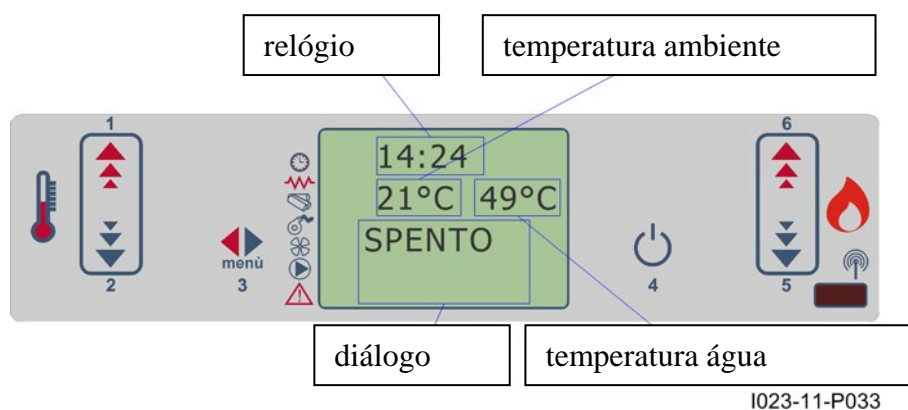 relógio
temperatura ambiente
1
6
14:24
21°C
49°C
SPENTO
menù
2
3
4
5
diálogo
temperatura água
I023-11-P033